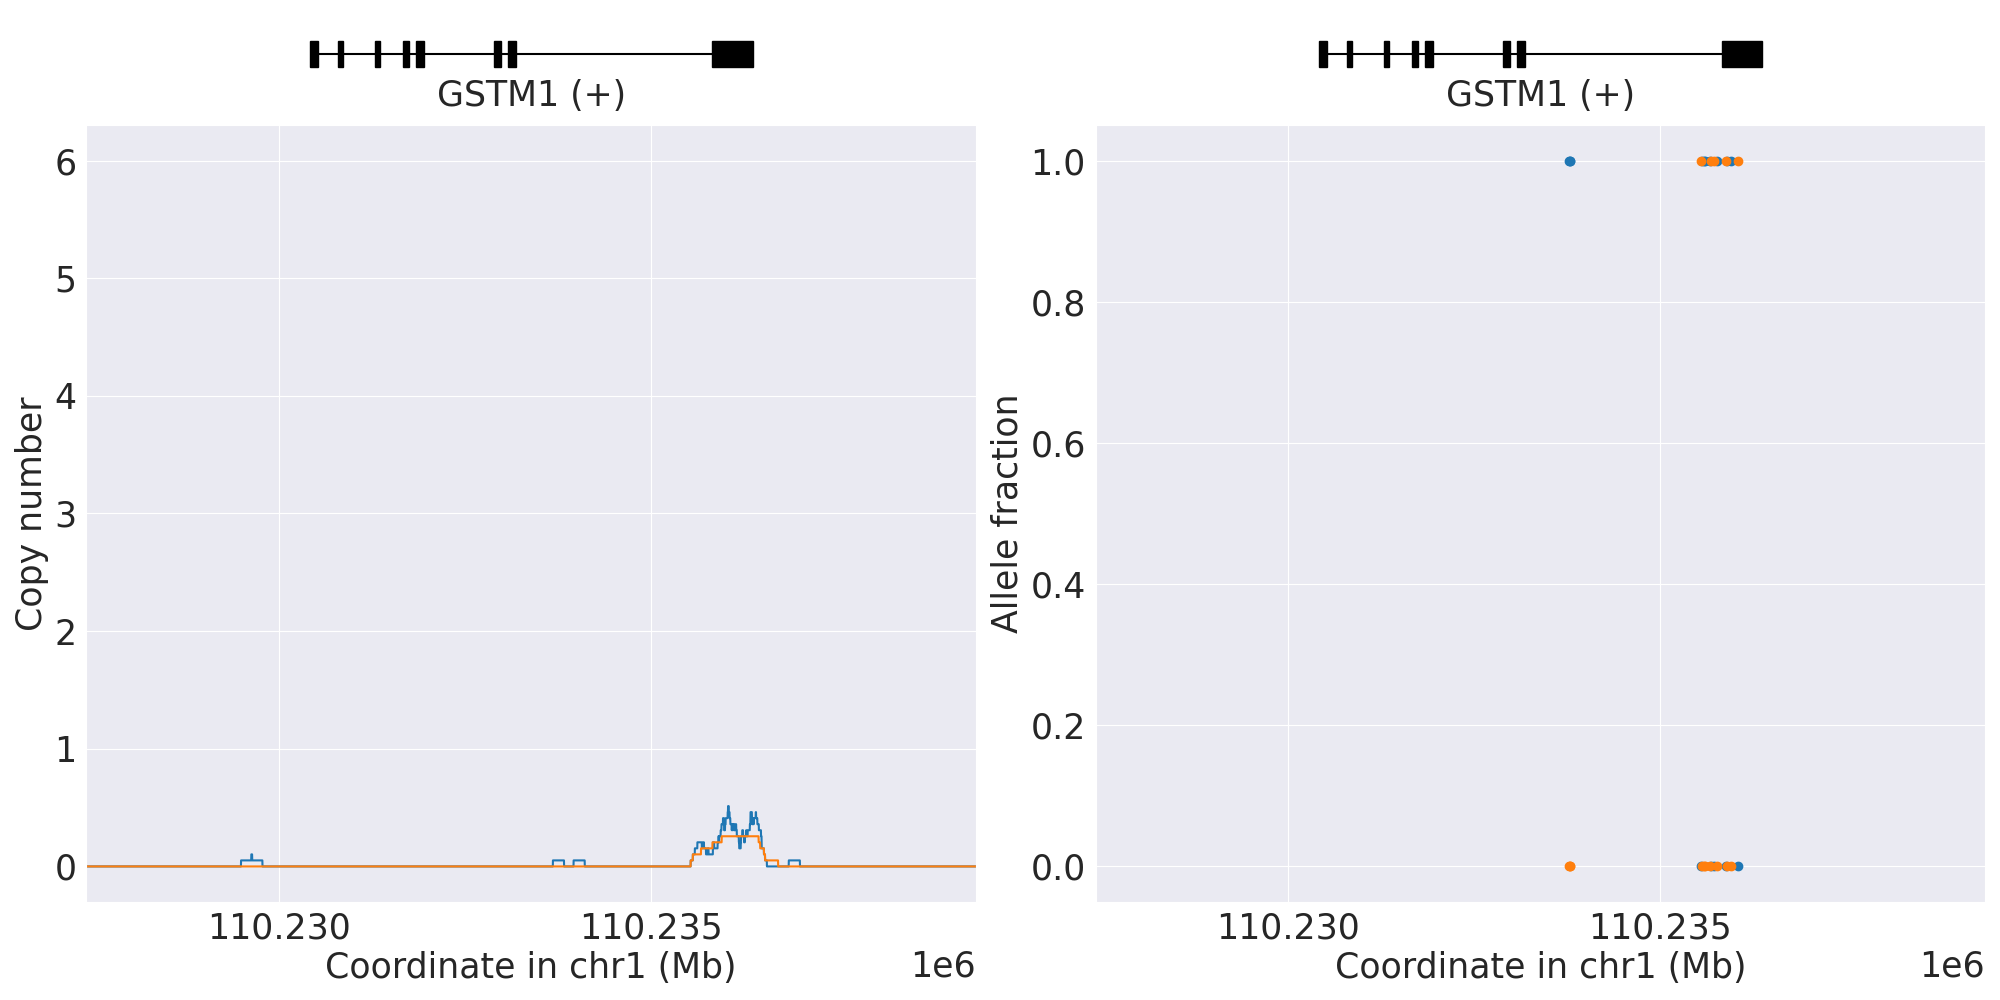 GSTM1 (+)
6
5
4
3
2
1
0
Copy number
110.230
110.235
Coordinate in chr1 (Mb)
1e6
GSTM1 (+)
1.0
0.8
0.6
0.4
0.2
0.0
Allele fraction
110.230
110.235
Coordinate in chr1 (Mb)
1e6